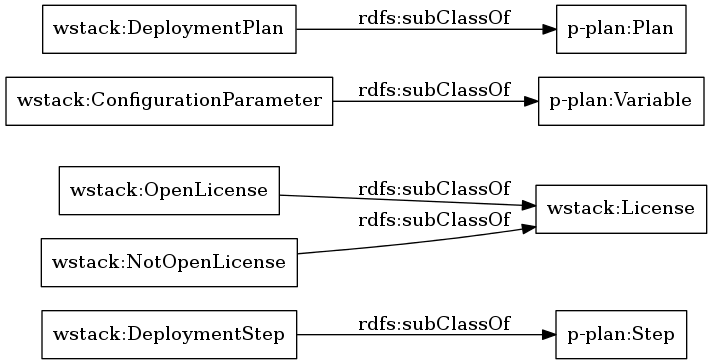 wstack:DeploymentPlan
rdfs:subClassOf
p-plan:Plan
wstack:ConfigurationParameter
rdfs:subClassOf
p-plan:Variable
wstack:OpenLicense
rdfs:subClassOf
wstack:License
rdfs:subClassOf
wstack:NotOpenLicense
wstack:DeploymentStep
rdfs:subClassOf
p-plan:Step